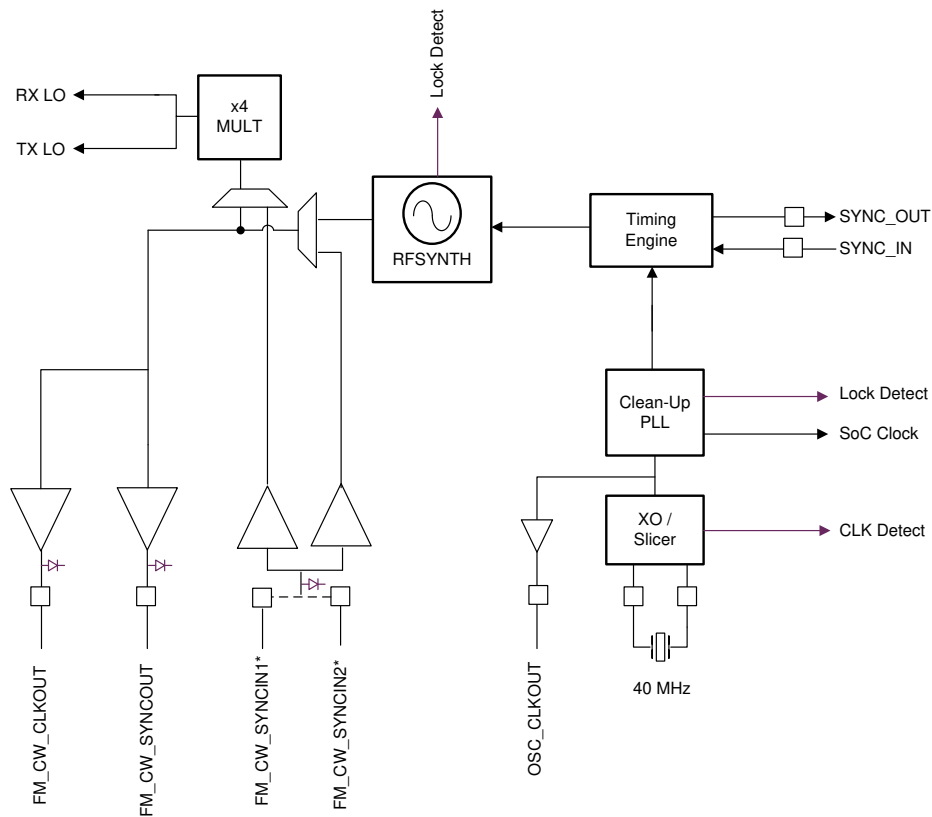 Lock Detect
RX LO
TX LO
x4
MULT
RFSYNTH
Timing
Engine
SYNC_OUT
SYNC_IN
Clean-Up
PLL
Lock Detect
SoC Clock
XO /
Slicer
CLK Detect
40 MHz
FM_CW_CLKOUT
FM_CW_SYNCOUT
FM_CW_SYNCIN1*
FM_CW_SYNCIN2*
OSC_CLKOUT